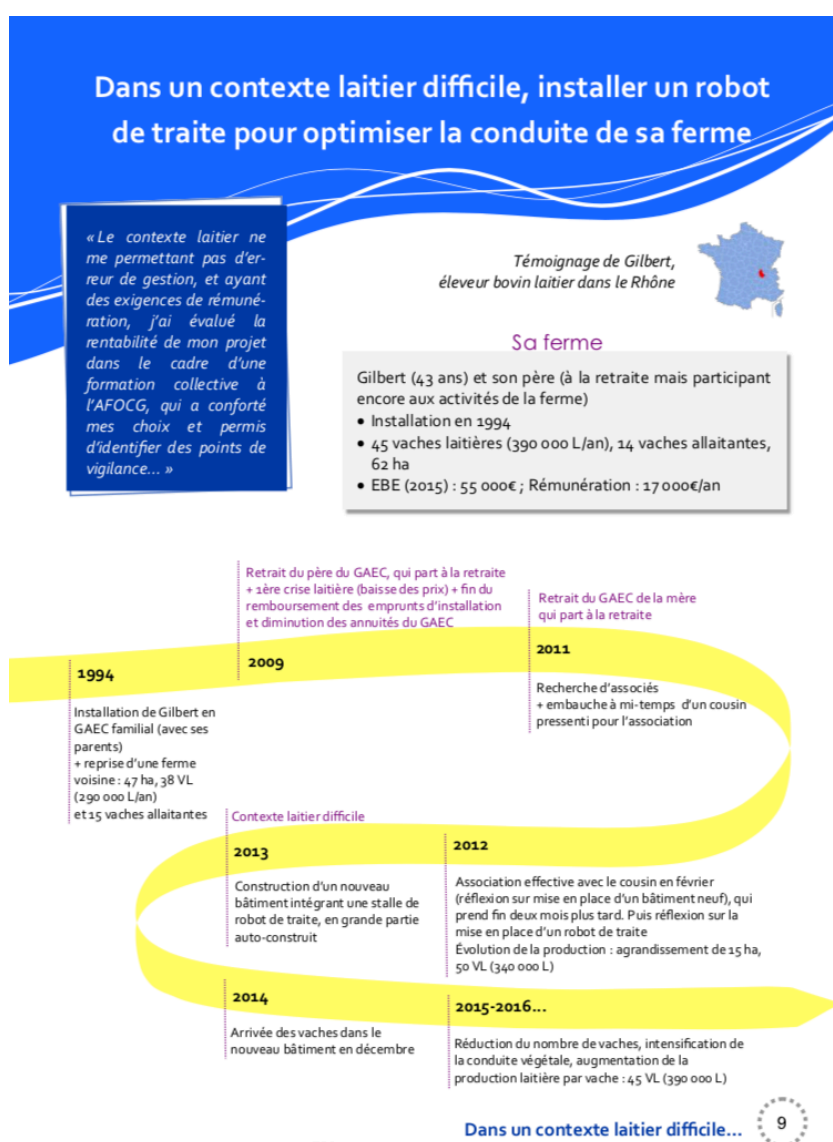 Dans un contexte laitier difficile, installer un robot
de traite pour optimiser la conduite de sa ferme
« Le contexte laitier ne
me permettant pas d'er-
reur de gestion, et ayant
des exigences de rémuné-
ration, j'ai évalué la
rentabilité de mon projet
dans le cadre d'une
formation collective à
l'AFOCG, qui a conforté
mes choix et permis
d'identifier des points de
vigilance... »
Témoignage de Gilbert,
éleveur bovin laitier dans le Rhône
Sa ferme
Gilbert (43 ans) et son père (à la retraite mais participant
encore aux activités de la ferme)
• Installation en 1994
• 45 vaches laitières (390 000 L/an), 14 vaches allaitantes,
62 ha
• EBE (2015) : 55 000€ ; Rémunération : 17 000€/an
1994
Installation de Gilbert en
GAEC familial (avec ses
parents)
+ reprise d'une ferme
voisine : 47 ha, 38 VL
(290 000 L/an)
et 15 vaches allaitantes
Retrait du père du GAEC, qui part à la retraite
+ 1ère crise laitière (baisse des prix) + fin du
remboursement des emprunts d'installation
et diminution des annuités du GAEC
2009
Retrait du GAEC de la mère
qui part à la retraite
2011
Recherche d'associés
+ embauche à mi-temps d'un cousin
pressenti pour l'association
2012
Association effective avec le cousin en février
(réflexion sur mise en place d'un bâtiment neuf), qui
prend fin deux mois plus tard. Puis réflexion sur la
mise en place d'un robot de traite
Évolution de la production : agrandissement de 15 ha,
50 VL (340 000 L)
Contexte laitier difficile
2013
Construction d'un nouveau
bâtiment intégrant une stalle de
robot de traite, en grande partie
auto-construit
2014
Arrivée des vaches dans le
nouveau bâtiment en décembre
2015-2016...
Réduction du nombre de vaches, intensification de
la conduite végétale, augmentation de la
production laitière par vache : 45 VL (390 000 L)
Dans un contexte laitier difficile...
9